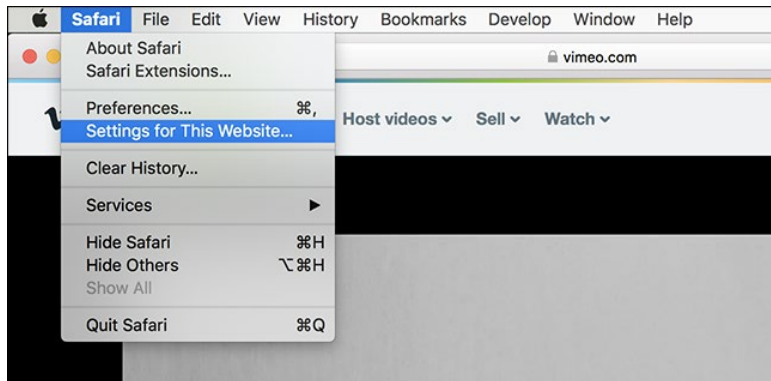 Safari File Edit View History Bookmarks Develop Window Help
About Safari
Safari Extensions...
Preferences... ⌘,
Settings for This Website...
Clear History...
Services ▶
Hide Safari ⌘H
Hide Others ⌥⌘H
Show All
Quit Safari ⌘Q
vimeo.com
Host videos Sell Watch